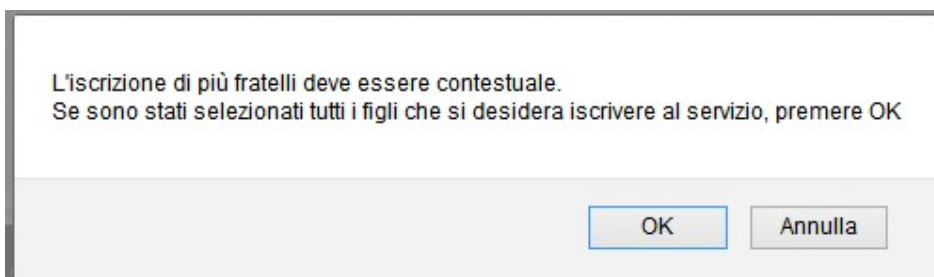 L'iscrizione di più fratelli deve essere contestuale.
Se sono stati selezionati tutti i figli che si desidera iscrivere al servizio, premere OK
OK
Annulla